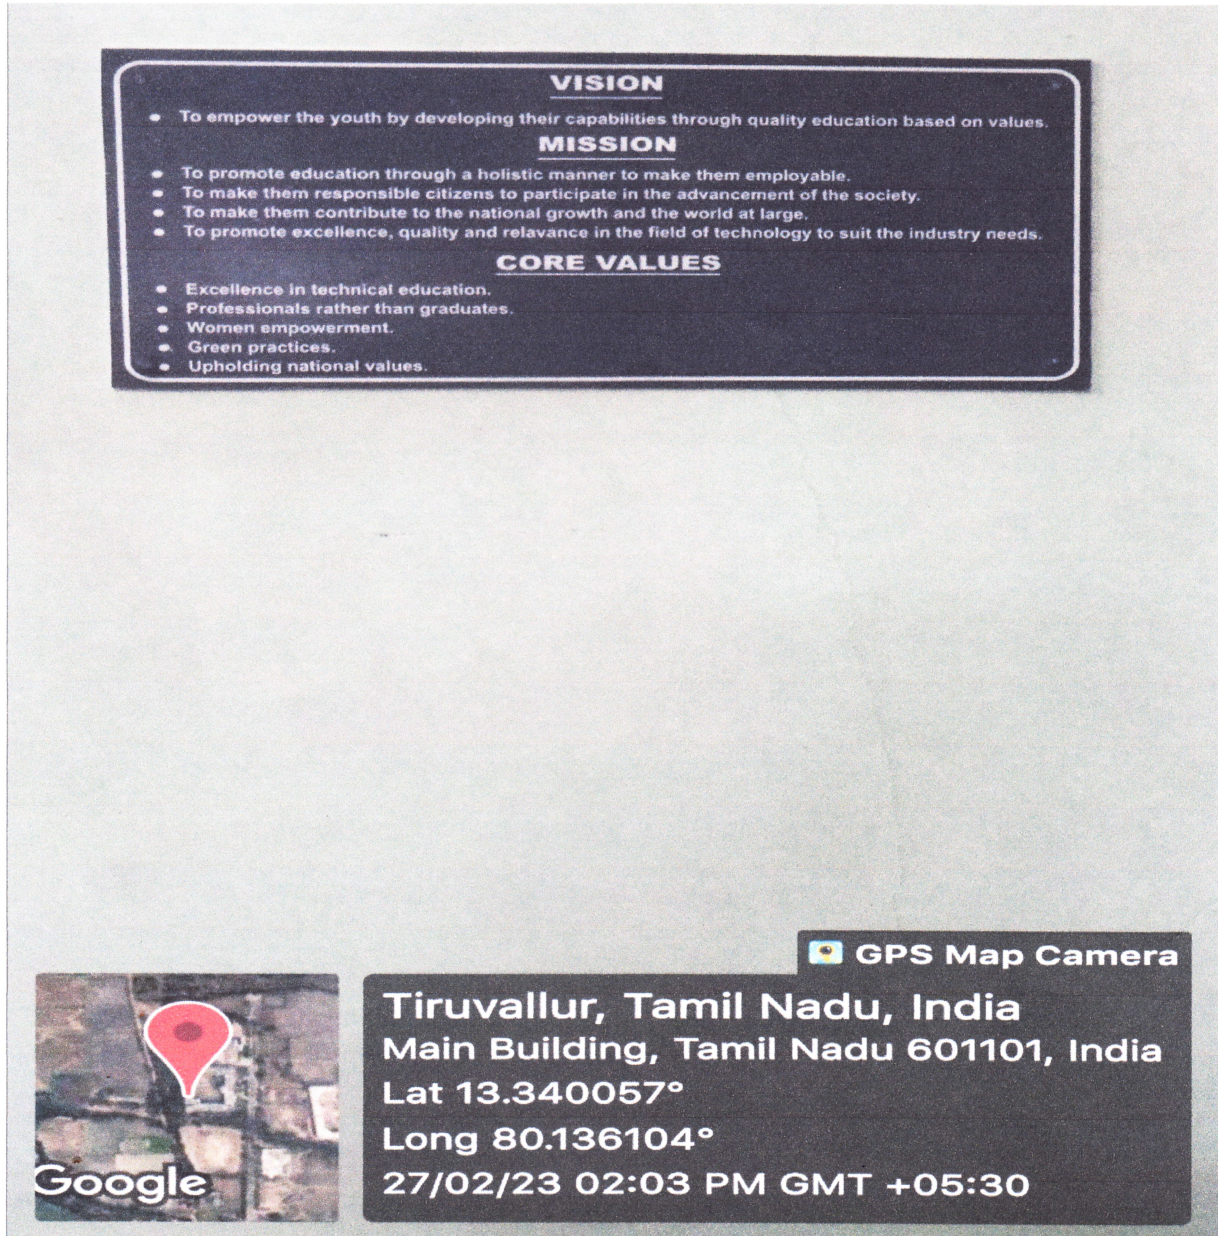 VISION
• To empower the youth by developing their capabilities through quality education based on values.
MISSION
• To promote education through a holistic manner to make them employable.
• To make them responsible citizens to participate in the advancement of the society.
• To make them contribute to the national growth and the world at large.
• To promote excellence, quality and relavance in the field of technology to suit the industry needs.
CORE VALUES
• Excellence in technical education.
• Professionals rather than graduates.
• Women empowerment.
• Green practices.
• Upholding national values.
GPS Map Camera
Tiruvallur, Tamil Nadu, India
Main Building, Tamil Nadu 601101, India
Lat 13.340057°
Long 80.136104°
27/02/23 02:03 PM GMT +05:30
Google